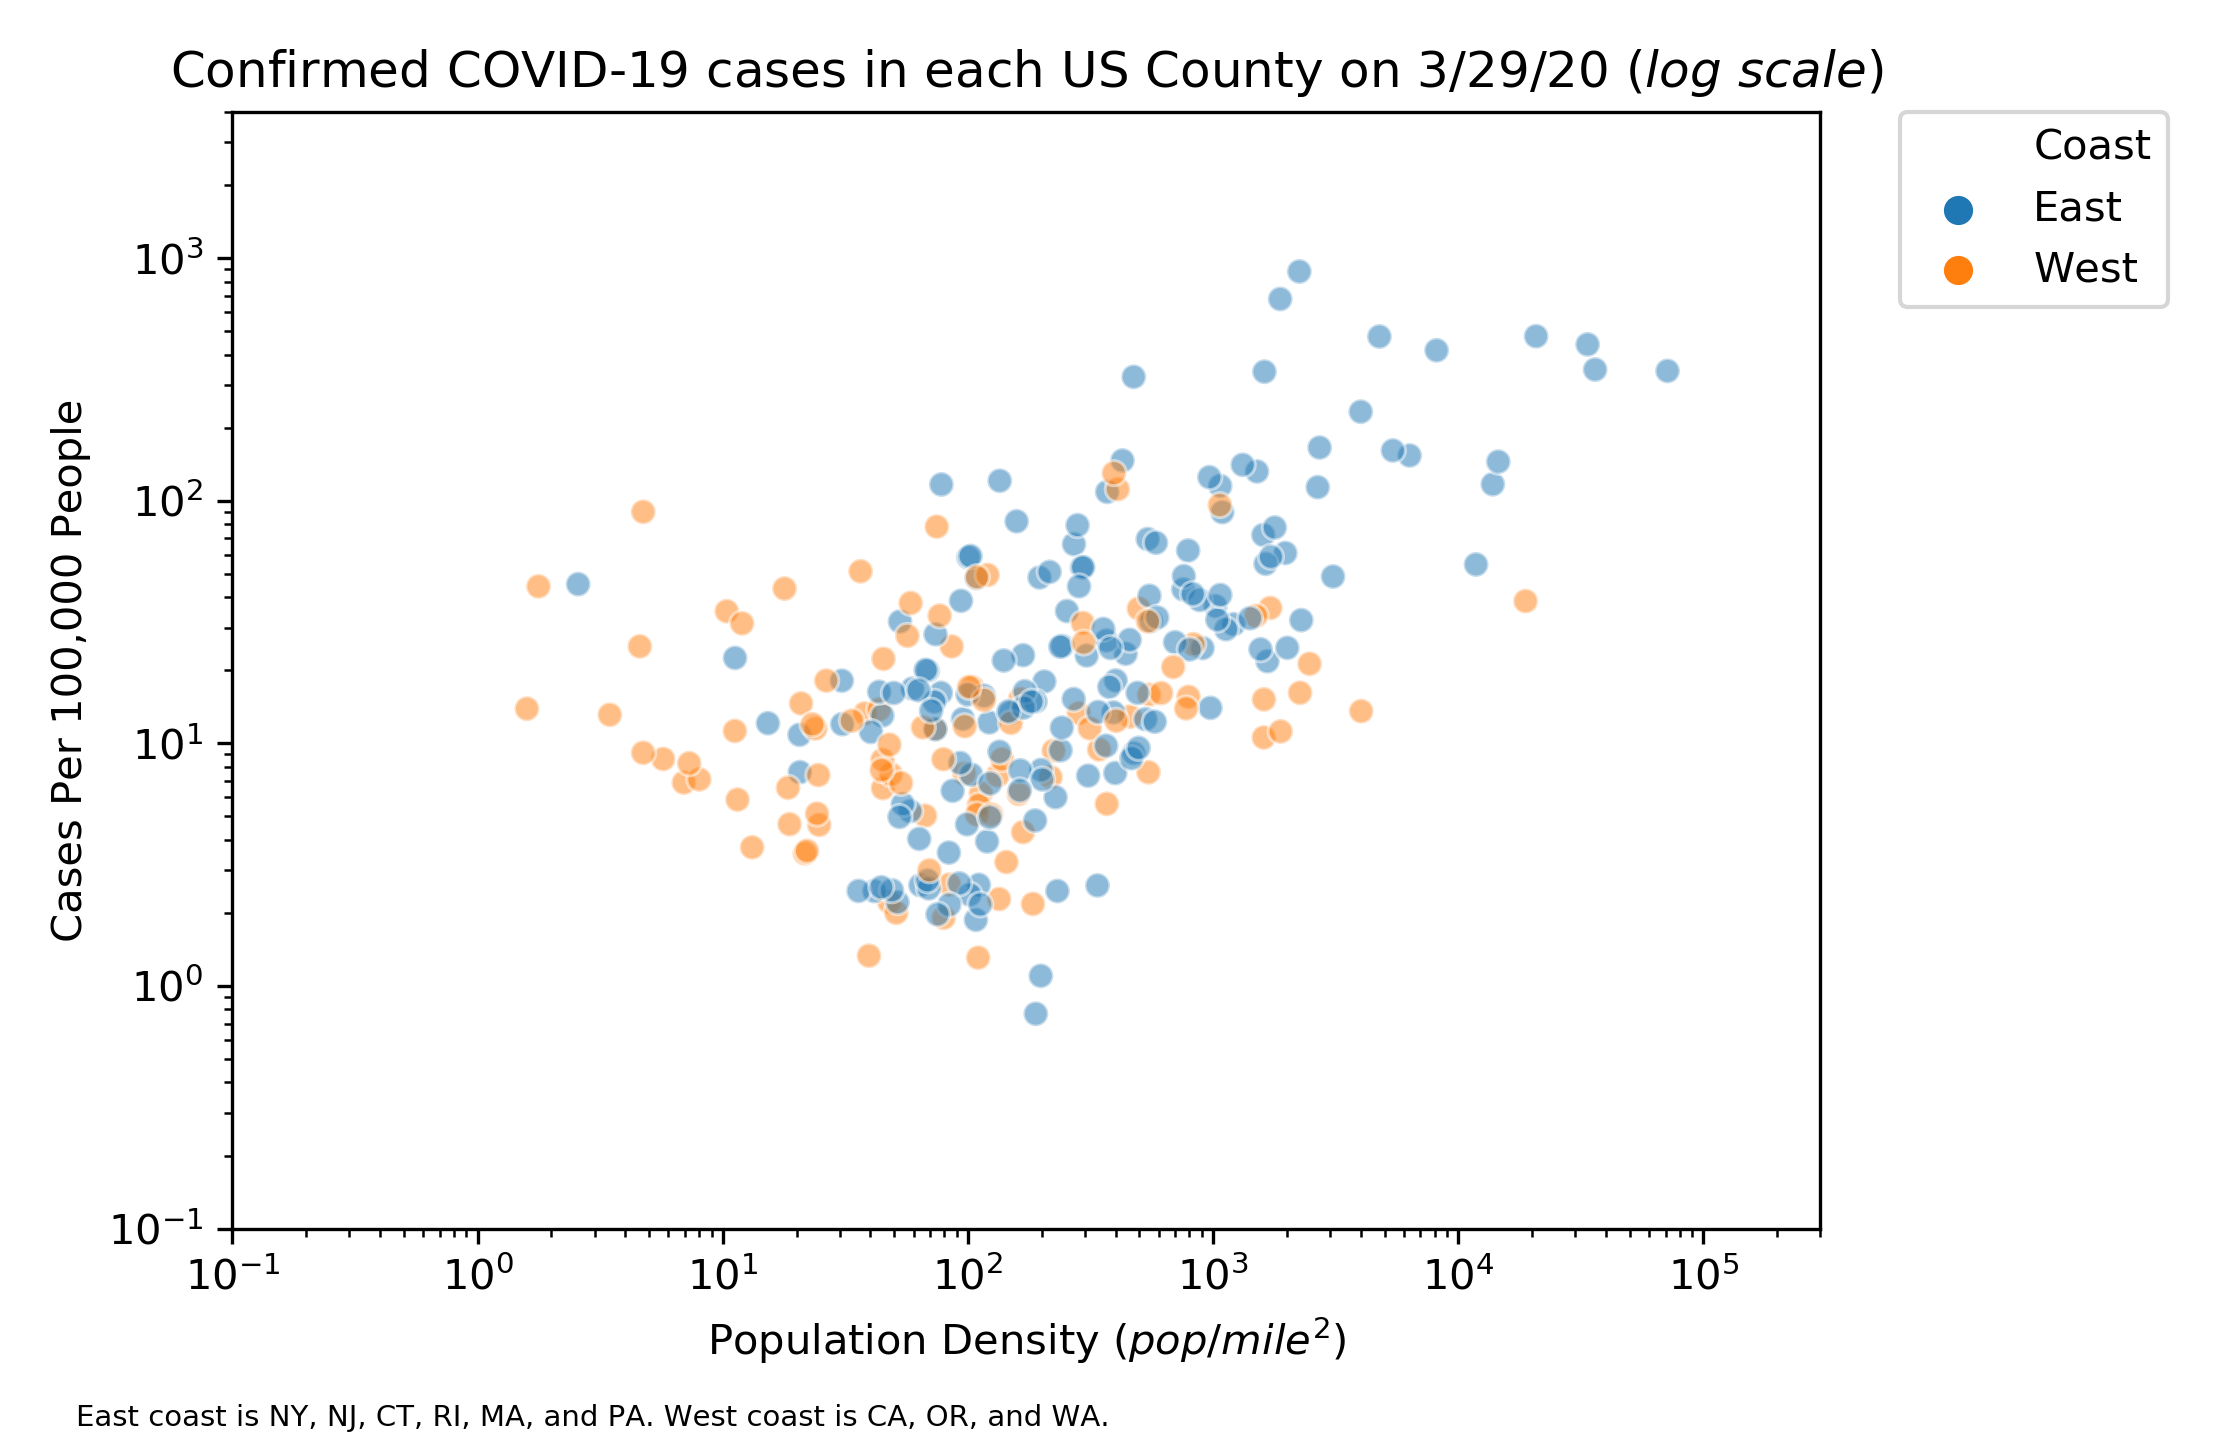 Confirmed COVID-19 cases in each US County on 3/29/20 (log scale)
Coast
East
West
Cases Per 100,000 People
10³
10²
10¹
10⁰
10⁻¹
10⁻¹ 10⁰ 10¹ 10² 10³ 10⁴ 10⁵
Population Density (pop/mile²)
East coast is NY, NJ, CT, RI, MA, and PA. West coast is CA, OR, and WA.